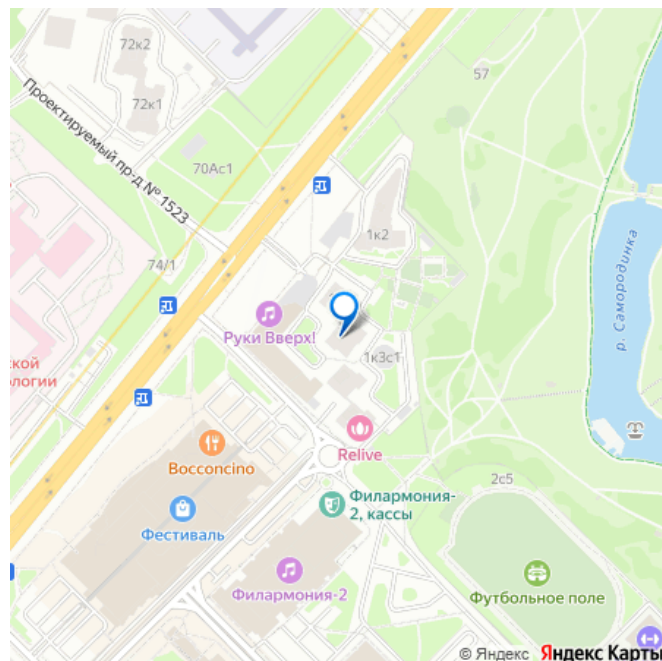 72к2
57
72к1
Проектируемый пр-д № 1523
70Ас1
1к2
74/1
р. Самородинка
Руки Вверх!
1к3с1
ской
ологии
Relive
Bocconcino
2с5
Филармония-
2, кассы
Фестиваль
Филармония-2
Футбольное поле
© Яндекс Яндекс Карты